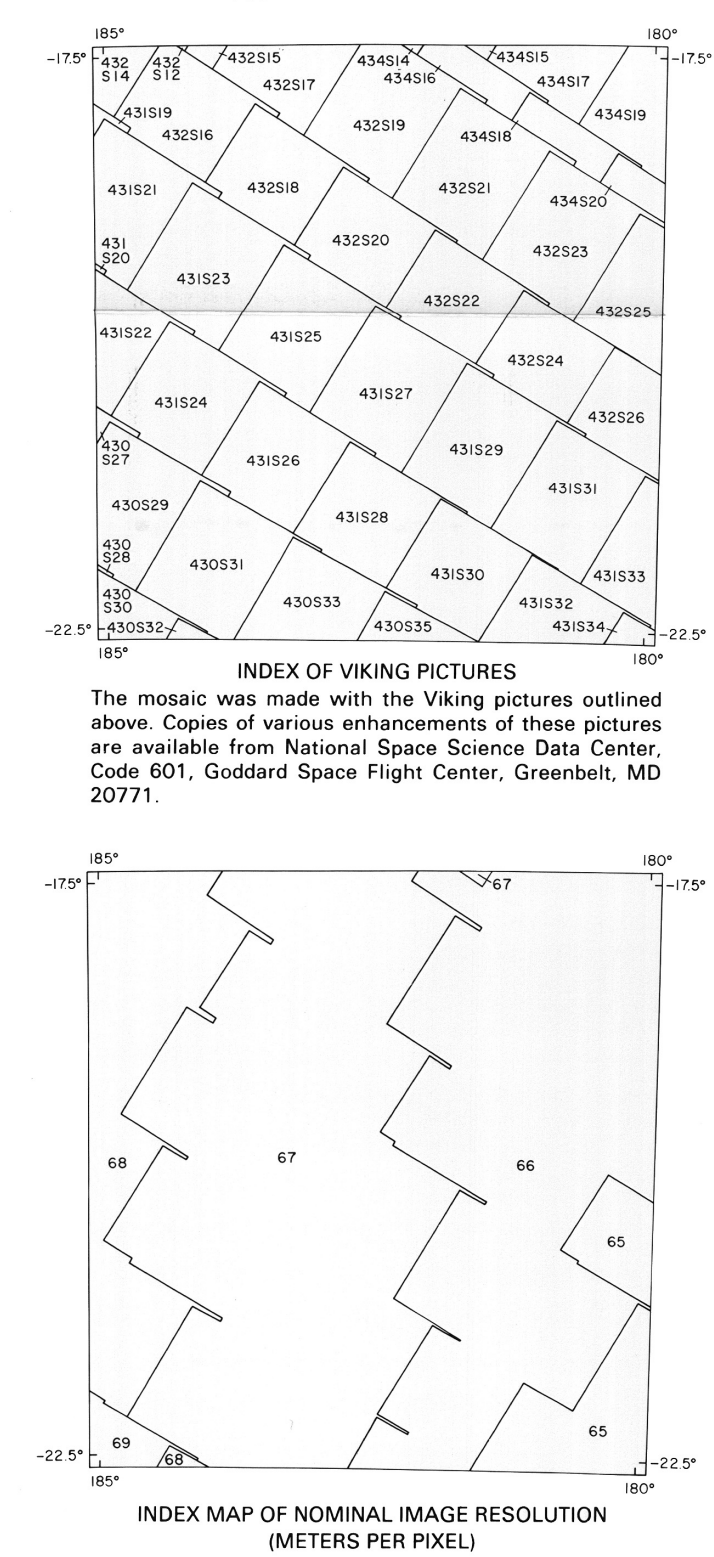 185°
180°
-17.5°
-17.5°
432
S14
432
S12
432S15
432S17
434S14
434S16
434S15
434S17
431S19
432S16
432S19
434S18
434S19
431S21
432S18
432S21
434S20
431
S20
431S23
432S20
432S23
432S22
432S25
431S22
431S25
432S24
431S24
431S27
432S26
430
S27
431S26
431S29
431S31
430S29
431S28
430
S28
430S31
431S30
431S33
430
S30
430S33
431S32
430S32
430S35
431S34
-22.5°
-22.5°
185°
180°
INDEX OF VIKING PICTURES
The mosaic was made with the Viking pictures outlined
above. Copies of various enhancements of these pictures
are available from National Space Science Data Center,
Code 601, Goddard Space Flight Center, Greenbelt, MD
20771.
185°
180°
-17.5°
67
-17.5°
68
67
66
65
69
68
65
-22.5°
-22.5°
185°
180°
INDEX MAP OF NOMINAL IMAGE RESOLUTION
(METERS PER PIXEL)